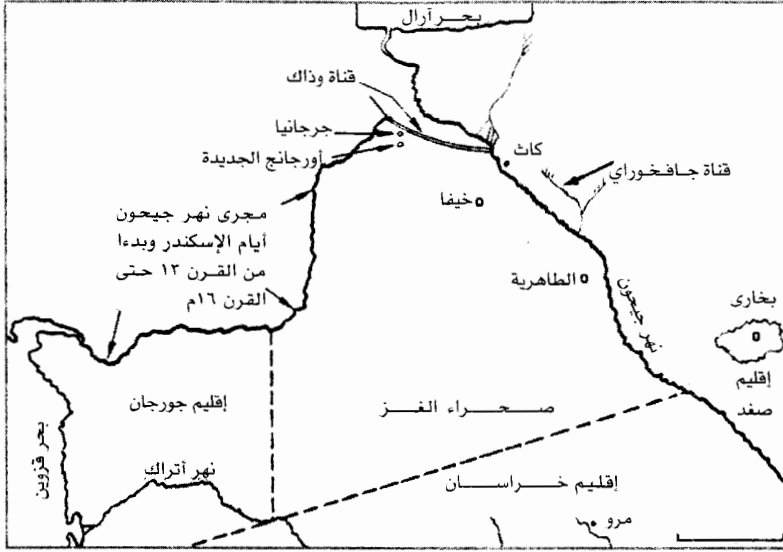 بحر آرال
قناة وذاك
جرجانيا
أورجانج الجديدة
كاث
قناة جافخوراي
خيفا
مجرى نهر جيحون
أيام الإسكندر وبدءا
من القرن ١٣ حتى
القرن ١٦م
الطاهرية
نهر جيحون
بخارى
إقليم
صفد
إقليم جورجان
صحراء الغز
بحر قزوين
نهر أتراك
إقليم خراسان
مرو